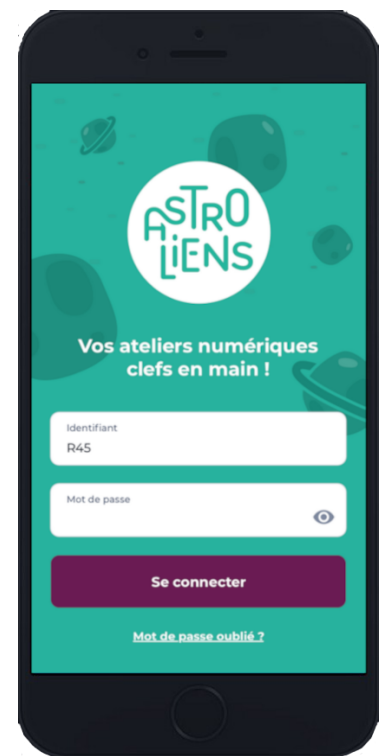 ASTRO
LiENS
Vos ateliers numériques
clefs en main !
Identifiant
R45
Mot de passe
Se connecter
Mot de passe oublié ?